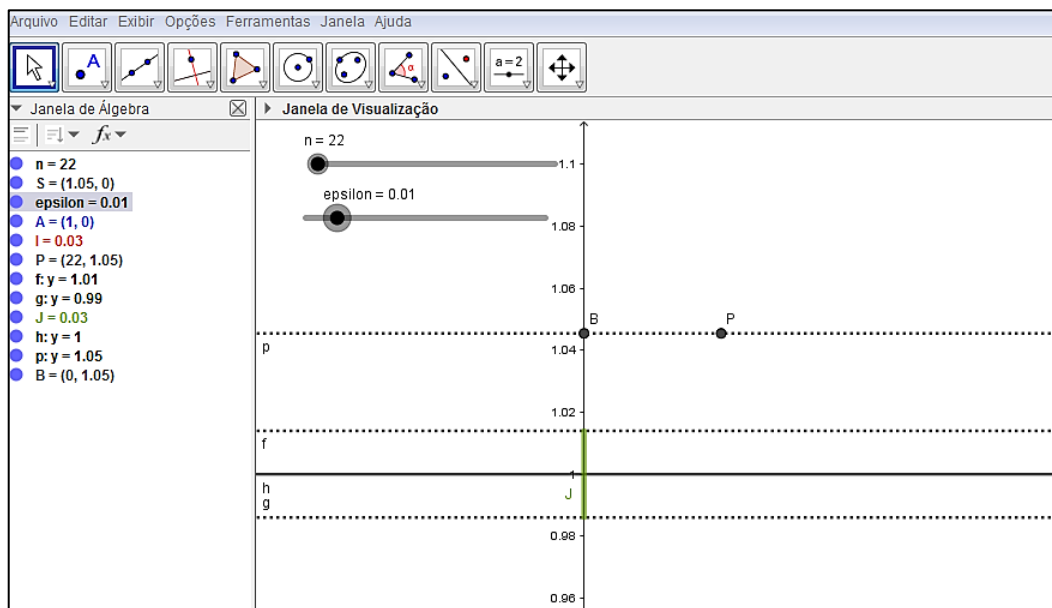 Arquivo Editar Exibir Opções Ferramentas Janela Ajuda
A
α
a = 2
Janela de Álgebra
fx
n = 22
S = (1.05, 0)
epsilon = 0.01
A = (1, 0)
I = 0.03
P = (22, 1.05)
f: y = 1.01
g: y = 0.99
J = 0.03
h: y = 1
p: y = 1.05
B = (0, 1.05)
Janela de Visualização
n = 22
epsilon = 0.01
1.1
1.08
1.06
B
P
p
1.04
1.02
f
1
h
J
g
0.98
0.96